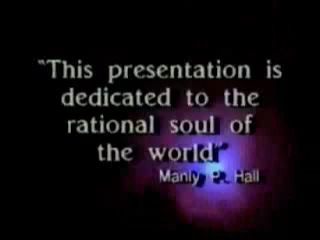 "This presentation is
dedicated to the
rational soul of
the world"
Manly P. Hall